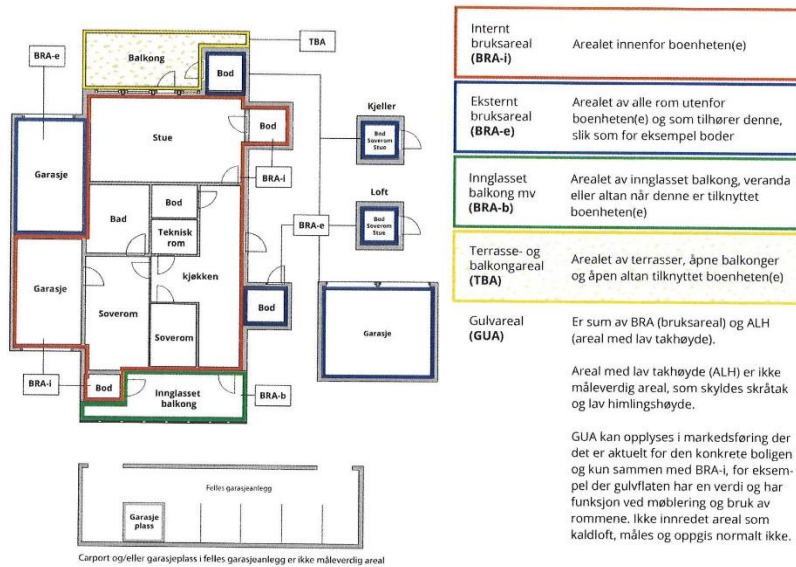 TBA
BRA-e
Balkong
Bod
Kjeller
Stue
Bod
Bod
Soverom
Stue
Garasje
BRA-i
Loft
Bod
Bad
Teknisk
rom
BRA-e
Bod
Soverom
Stue
Garasje
kjøkken
Soverom
Bod
Garasje
Soverom
BRA-i
Bod
Innglasset
balkong
BRA-b
Felles garasjeanlegg
Garasje
plass
Carport og/eller garasjeplass i felles garasjeanlegg er ikke måleverdig areal
Internt
bruksareal
(BRA-i)
Arealet innenfor boenheten(e)
Eksternt
bruksareal
(BRA-e)
Arealet av alle rom utenfor
boenheten(e) og som tilhører denne,
slik som for eksempel boder
Innglasset
balkong mv
(BRA-b)
Arealet av innglasset balkong, veranda
eller altan når denne er tilknyttet
boenheten(e)
Terrasse- og
balkongareal
(TBA)
Arealet av terrasser, åpne balkonger
og åpen altan tilknyttet boenheten(e)
Gulvareal
(GUA)
Er sum av BRA (bruksareal) og ALH
(areal med lav takhøyde).
Areal med lav takhøyde (ALH) er ikke
måleverdig areal, som skyldes skråtak
og lav himlingshøyde.
GUA kan opplyses i markedsføring der
det er aktuelt for den konkrete boligen
og kun sammen med BRA-i, for eksem-
pel der gulvflaten har en verdi og har
funksjon ved møblering og bruk av
rommene. Ikke innredet areal som
kaldloft, måles og oppgis normalt ikke.